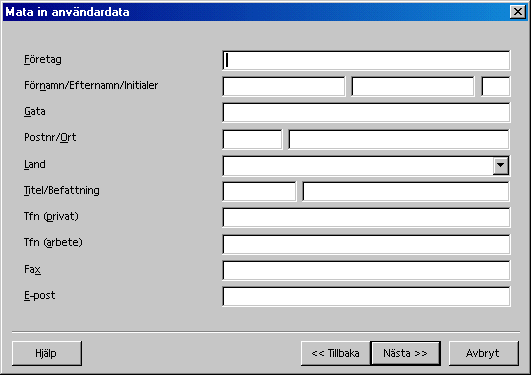 Mata in användardata
Företag
Förnamn/Efternamn/Initialer
Gata
Postnr/Ort
Land
Titel/Befattning
Tfn (privat)
Tfn (arbete)
Fax
E-post
Hjälp << Tillbaka Nästa >> Avbryt